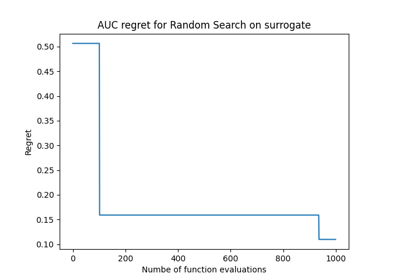 AUC regret for Random Search on surrogate
0.50
0.45
0.40
0.35
0.30
0.25
0.20
0.15
0.10
Regret
0 200 400 600 800 1000
Numbe of function evaluations